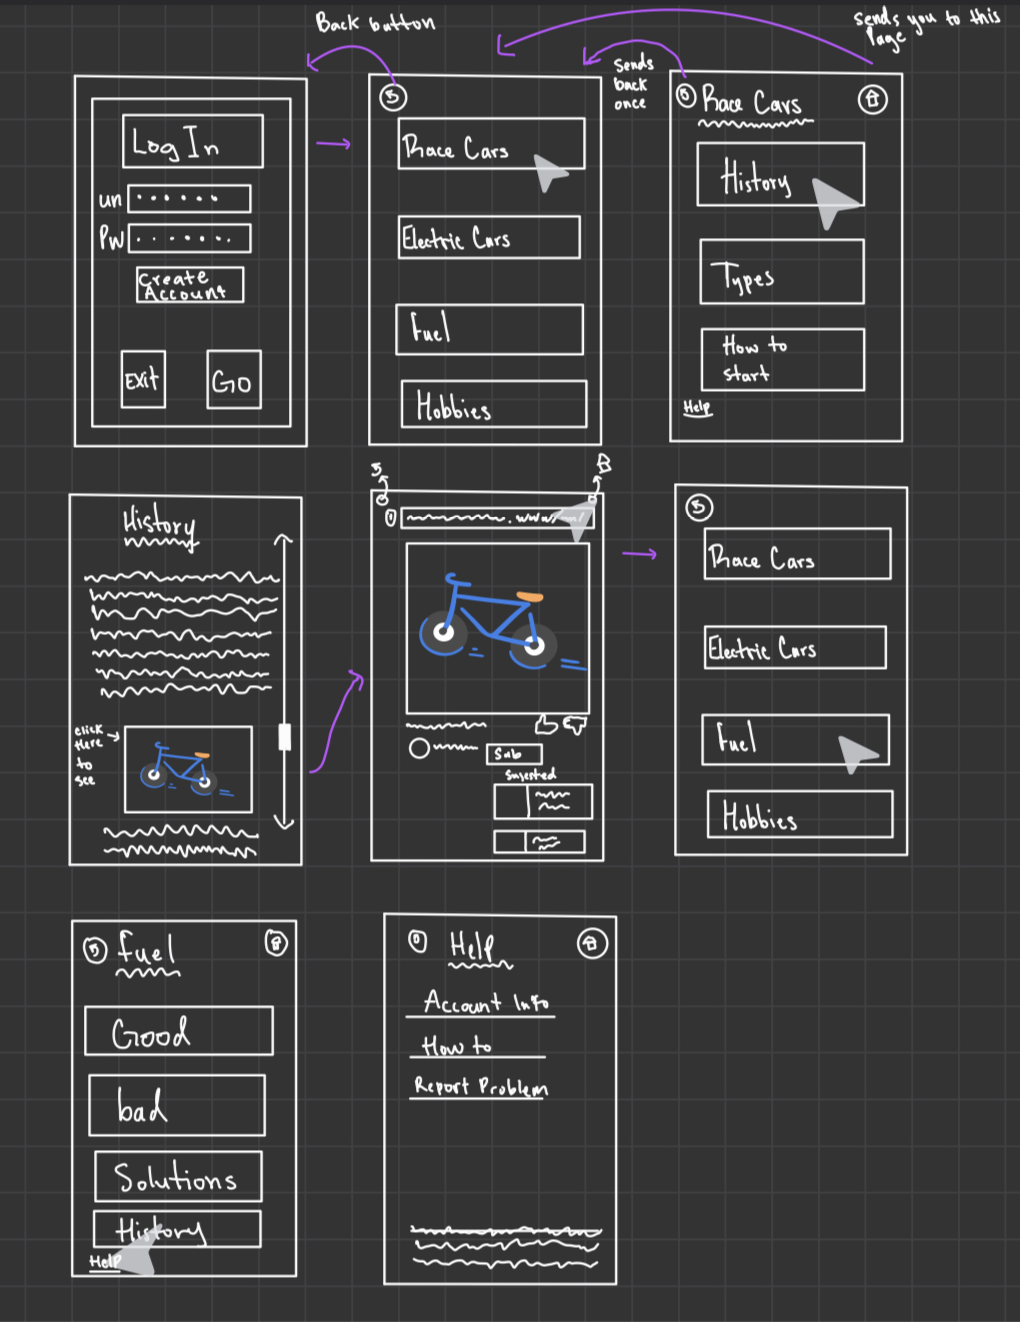 Back button
Sends you to this
Page
Sends
back
once
Log In
un
Pw
Create
Account
Exit
GO
Race Cars
Electric Cars
Fuel
Hobbies
Race Cars
History
Types
How to
start
Help
History
click
Here
to
see
Sub
Sujested
Race Cars
Electric Cars
Fuel
Hobbies
Fuel
Good
bad
Solutions
History
Help
Help
Account Info
How to
Report Problem